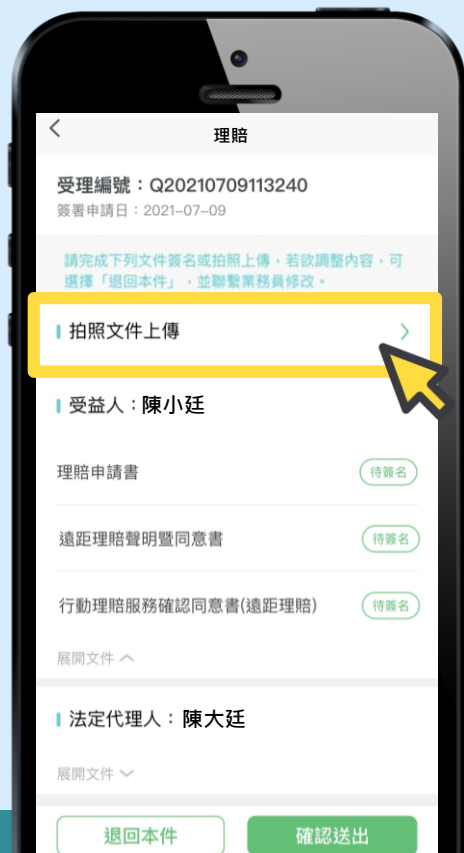 理賠
受理編號：Q20210709113240
簽署申請日：2021-07-09
請完成下列文件簽名或拍照上傳，若欲調整內容，可
選擇「退回本件」，並聯繫業務員修改。
拍照文件上傳
受益人：陳小廷
理賠申請書 待簽名
遠距理賠聲明暨同意書 待簽名
行動理賠服務確認同意書(遠距理賠) 待簽名
展開文件
法定代理人：陳大廷
展開文件
退回本件 確認送出